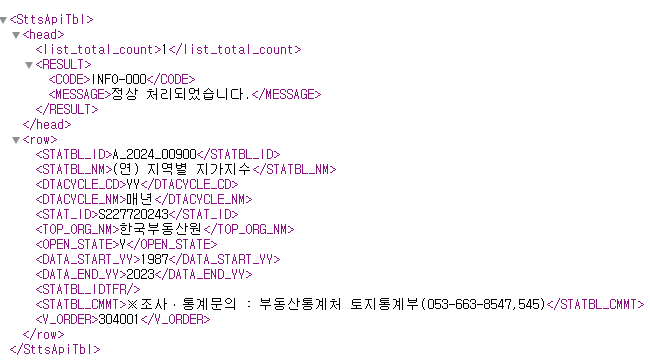 <SttsApiTbl>
<head>
<list_total_count>1</list_total_count>
<RESULT>
<CODE>INFO-000</CODE>
<MESSAGE>정상 처리되었습니다.</MESSAGE>
</RESULT>
</head>
<row>
<STATBL_ID>A_2024_00900</STATBL_ID>
<STATBL_NM>(연) 지역별 지가지수</STATBL_NM>
<DTACYCLE_CD>YY</DTACYCLE_CD>
<DTACYCLE_NM>매년</DTACYCLE_NM>
<STAT_ID>S227720243</STAT_ID>
<TOP_ORG_NM>한국부동산원</TOP_ORG_NM>
<OPEN_STATE>Y</OPEN_STATE>
<DATA_START_YY>1987</DATA_START_YY>
<DATA_END_YY>2023</DATA_END_YY>
<STATBL_IDTFR/>
<STATBL_CMMT>※조사·통계문의 : 부동산통계처 토지통계부(053-663-8547,545)</STATBL_CMMT>
<V_ORDER>304001</V_ORDER>
</row>
</SttsApiTbl>